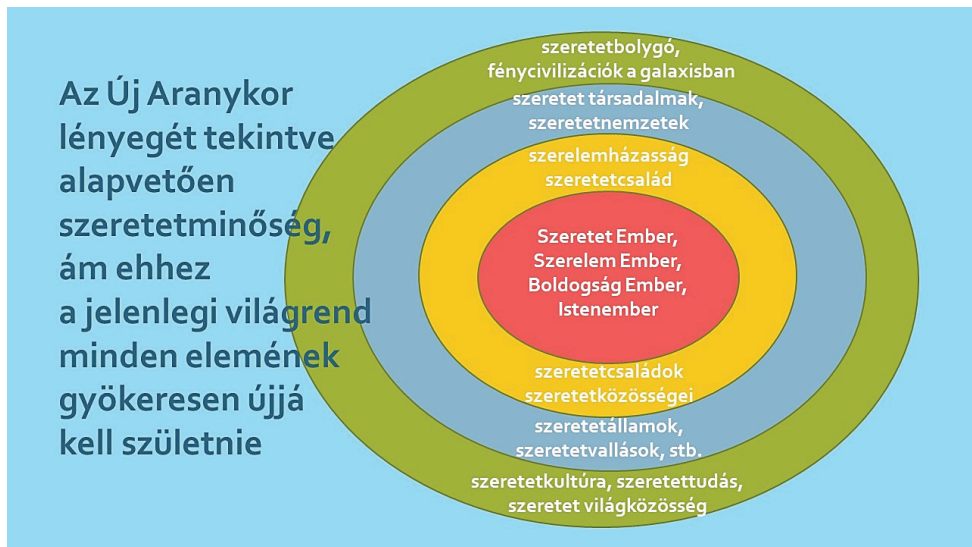 Az Új Aranykor
lényegét tekintve
alapvetően
szeretetminőség,
ám ehhez
a jelenlegi világrend
minden elemének
gyökeresen újjá
kell születnie
szeretetbolygó,
fénycivilizációk a galaxisban
szeretet társadalmak,
szeretetnemzetek
szerelemházasság
szeretetcsalád
Szeretet Ember,
Szerelem Ember,
Boldogság Ember,
Istenember
szeretetcsaládok
szeretetközösségei
szeretetállamok,
szeretetvallások, stb.
szeretetkultúra, szeretettudás,
szeretet világközösség